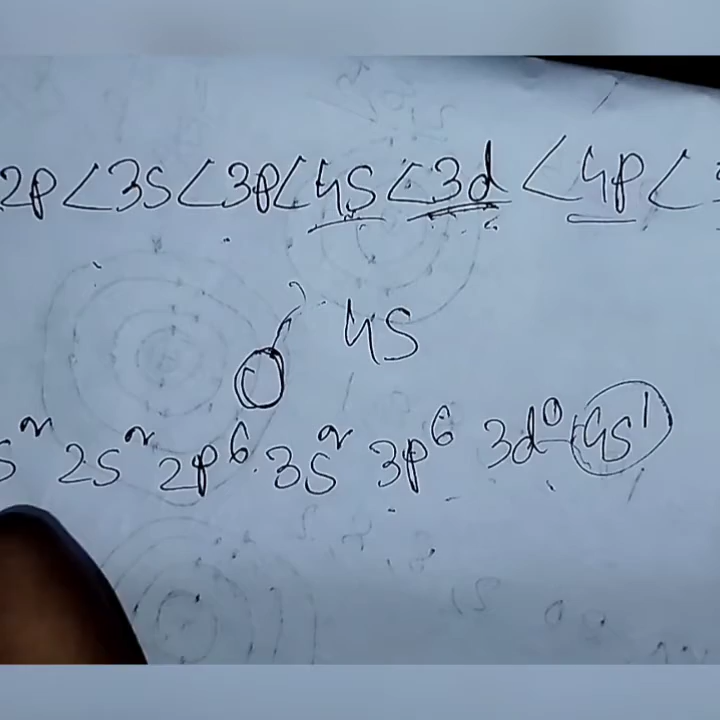 2p<3s<3p<4s<3d<4p<
4s
s² 2s² 2p⁶ 3s² 3p⁶ 3d⁰ 4s¹